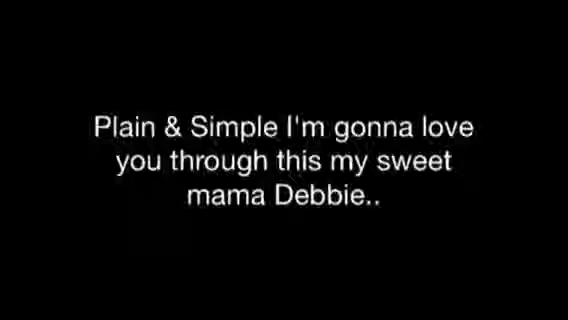 Plain & Simple I'm gonna love
you through this my sweet
mama Debbie..